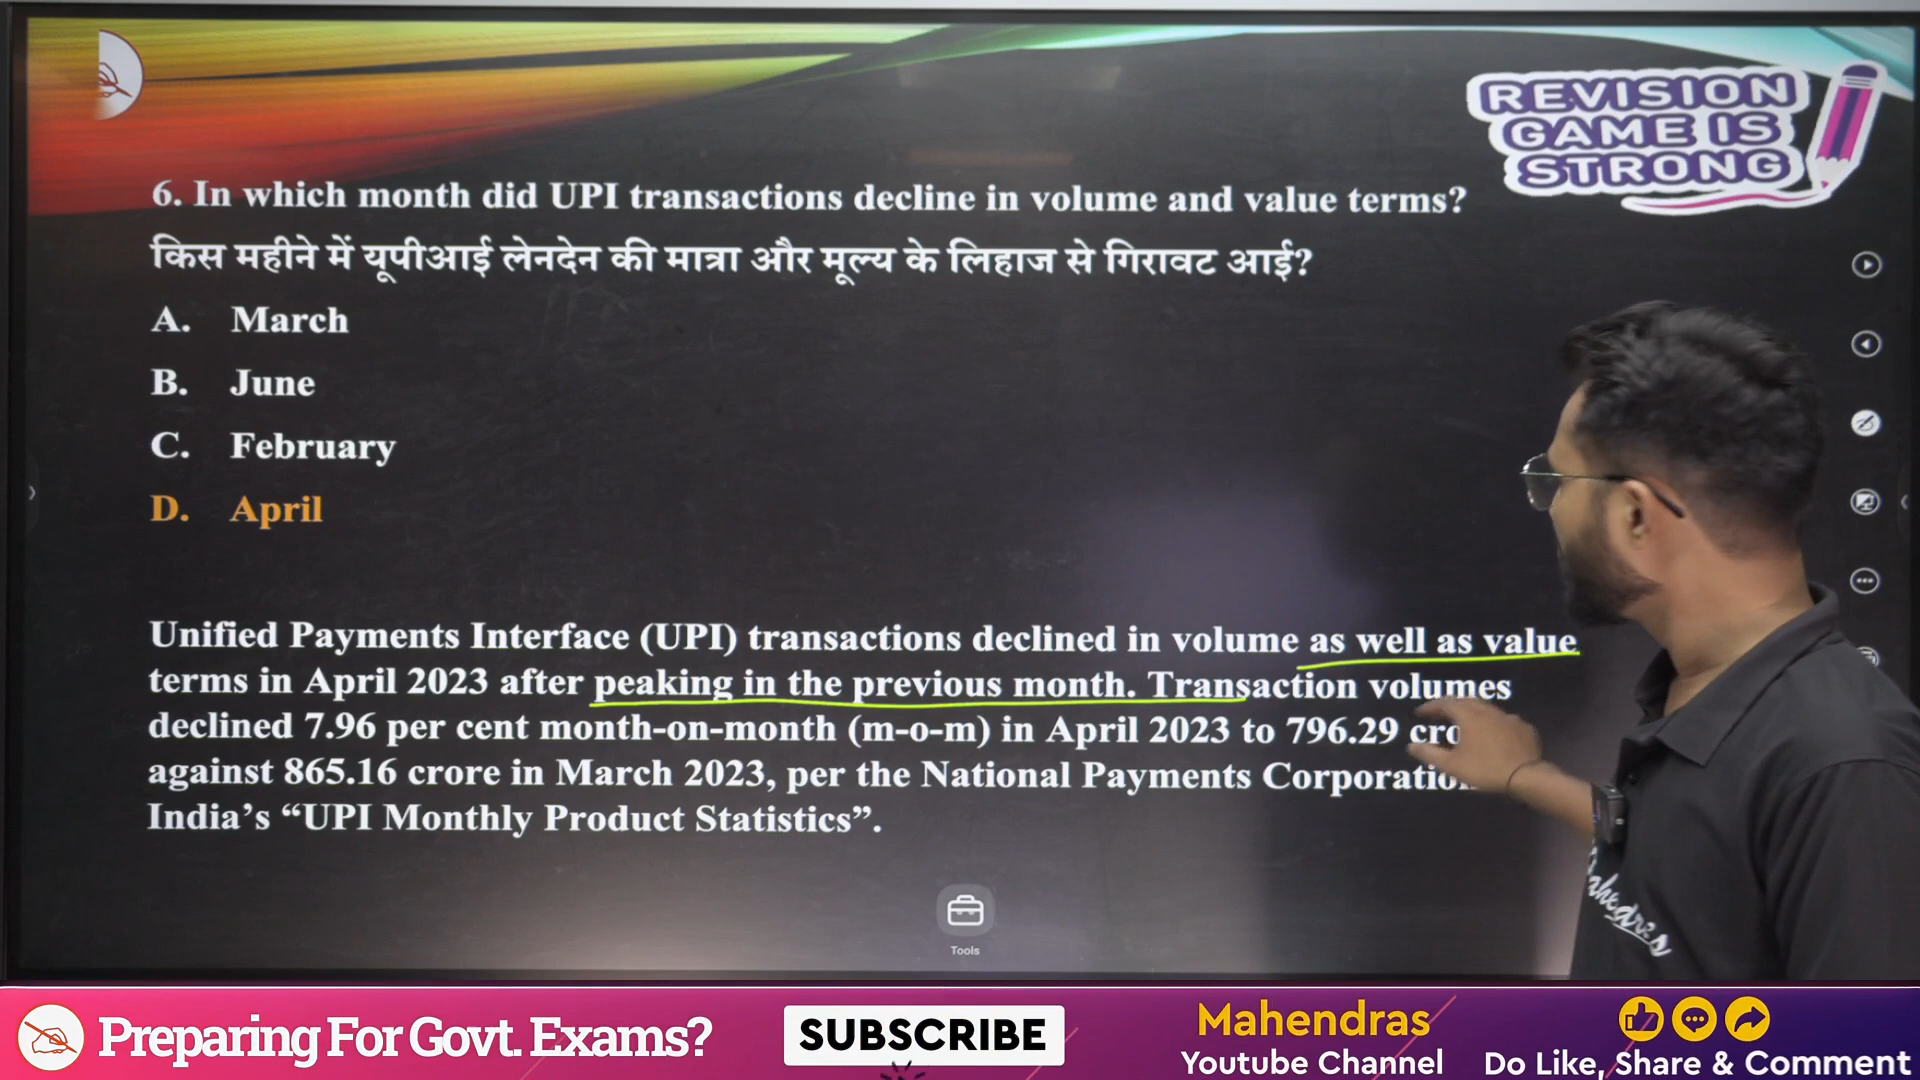 REVISION
GAME IS
STRONG
6. In which month did UPI transactions decline in volume and value terms?
किस महीने में यूपीआई लेनदेन की मात्रा और मूल्य के लिहाज से गिरावट आई?
A. March
B. June
C. February
D. April
Unified Payments Interface (UPI) transactions declined in volume as well as value
terms in April 2023 after peaking in the previous month. Transaction volumes
declined 7.96 per cent month-on-month (m-o-m) in April 2023 to 796.29
against 865.16 crore in March 2023, per the National Payments
India's “UPI Monthly Product Statistics”.
Tools
Mahendras
Preparing For Govt. Exams?
SUBSCRIBE
Mahendras
Youtube Channel
Do Like, Share & Comment